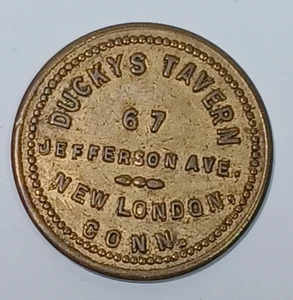 DUCKYS TAVERN
67
JEFFERSON AVE.
NEW LONDON,
CONN.